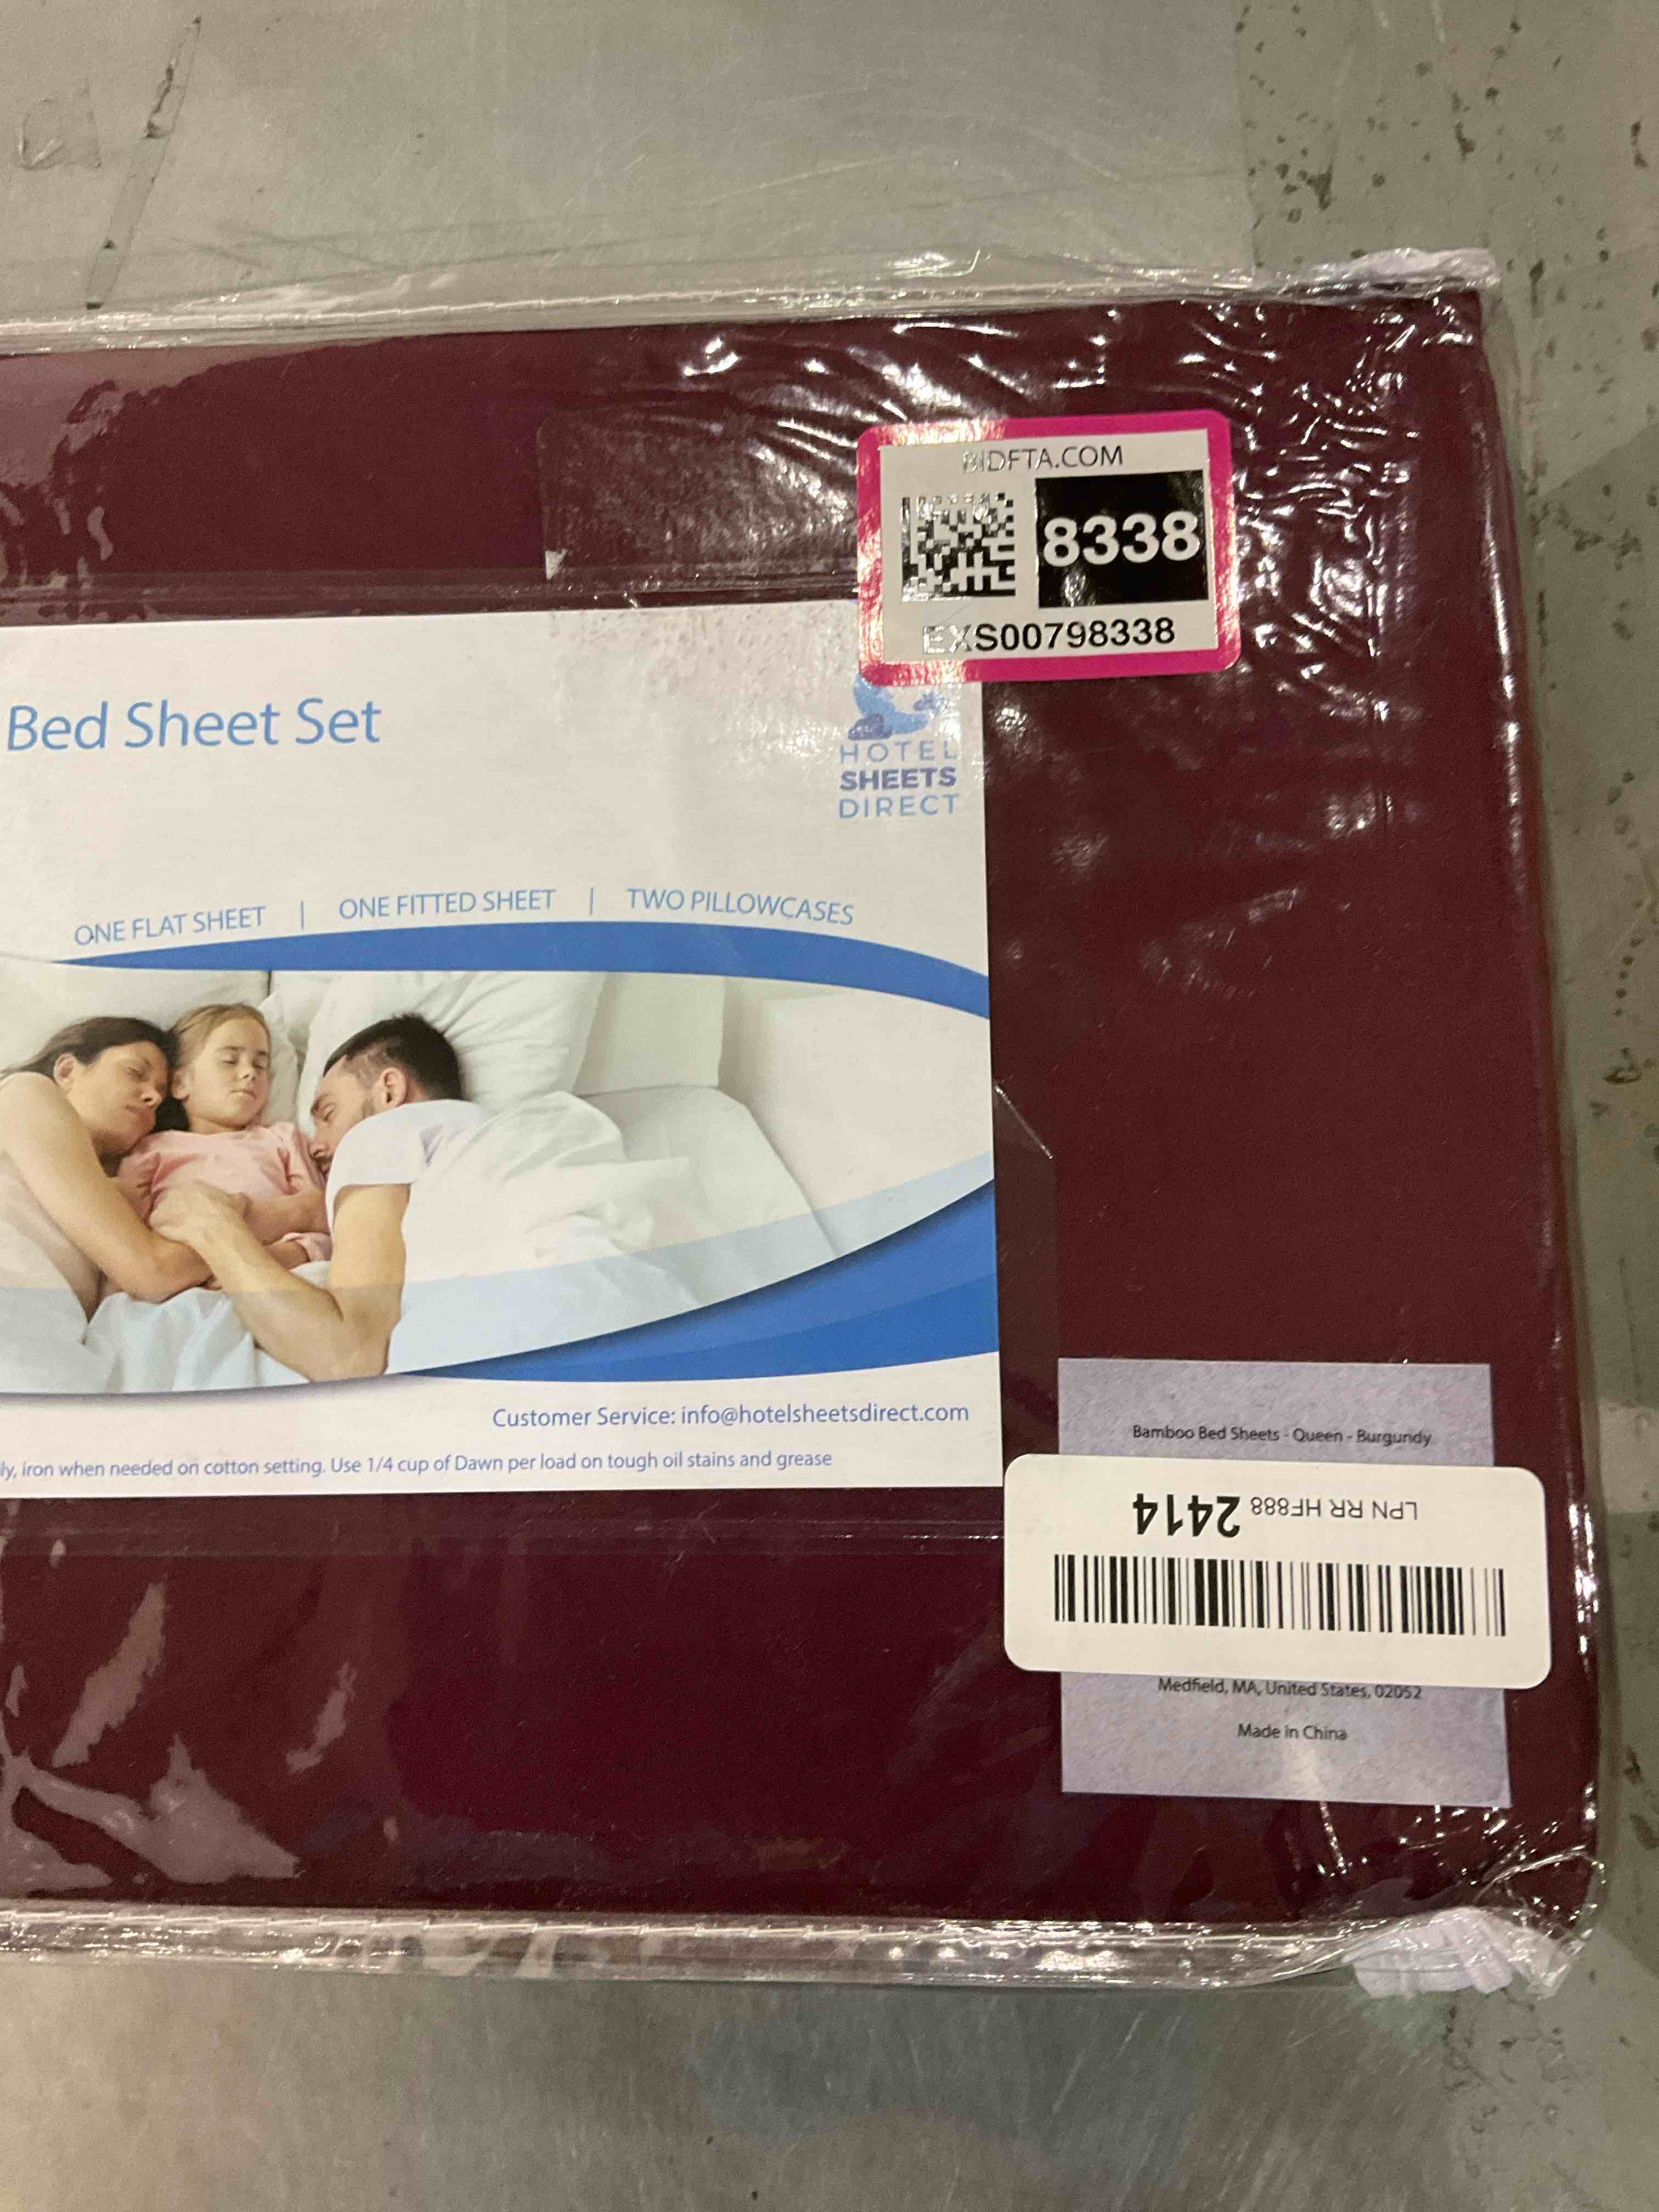 BIDFTA.COM
8338
EXS00798338
Bed Sheet Set
HOTEL
SHEETS
DIRECT
ONE FLAT SHEET | ONE FITTED SHEET | TWO PILLOWCASES
Customer Service: info@hotelsheetsdirect.com
iron when needed on cotton setting. Use 1/4 cup of Dawn per load on tough oil stains and grease
Bamboo Bed Sheets - Queen - Burgundy
LPN RR HF888 2414
Medfield, MA, United States, 02052
Made in China